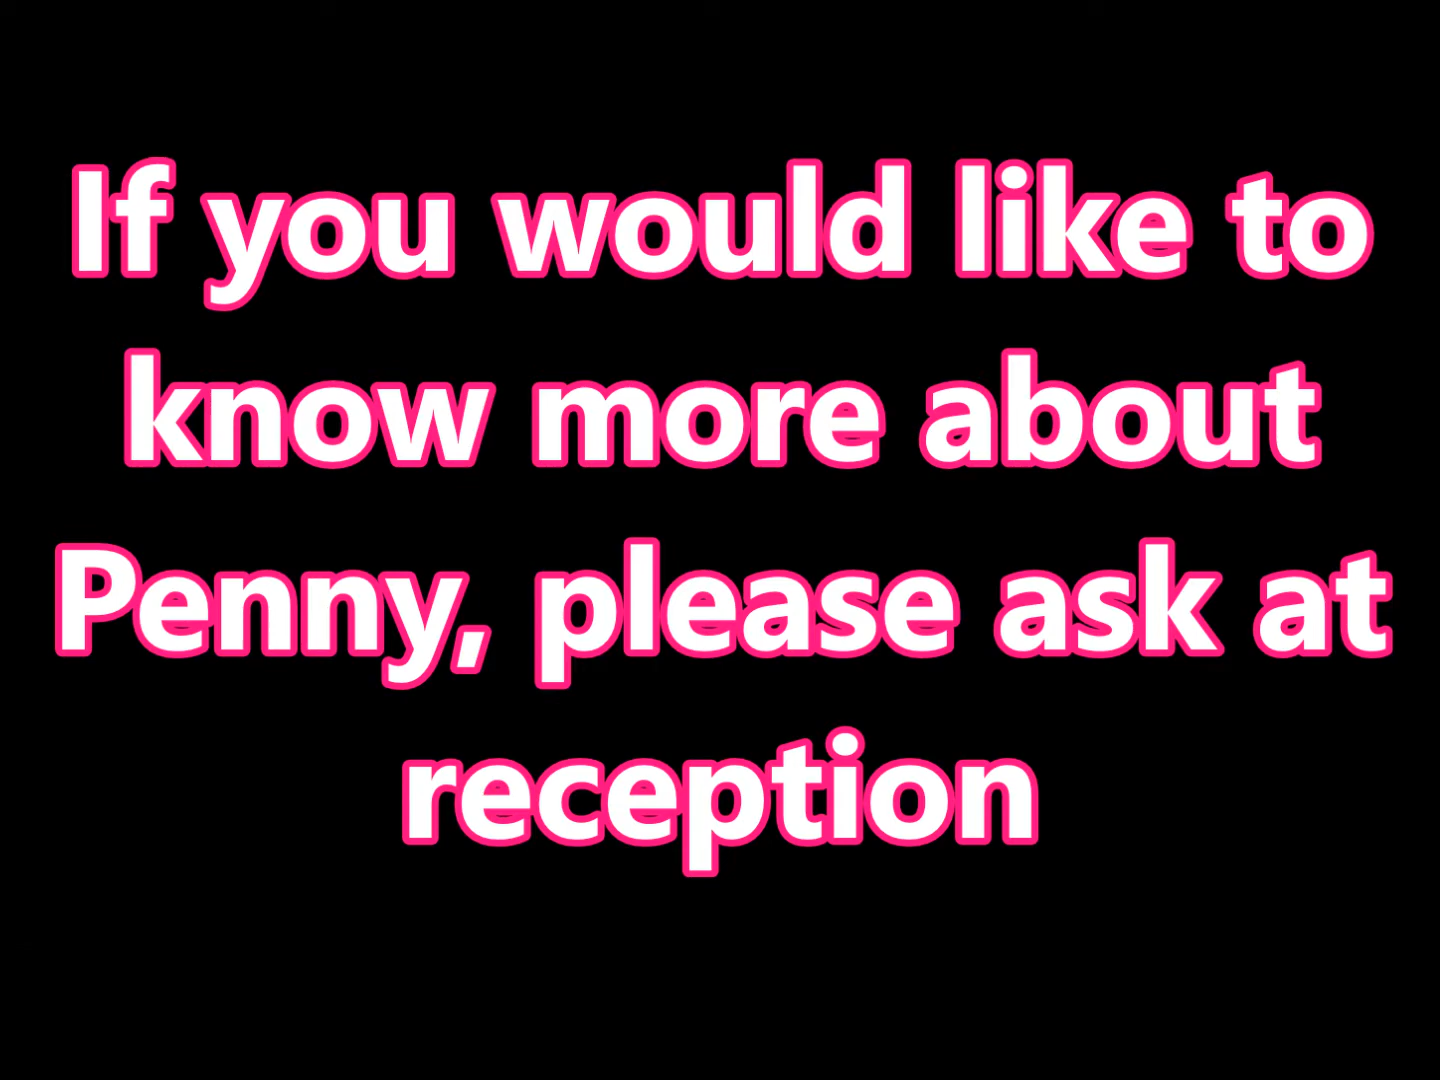 If you would like to
know more about
Penny, please ask at
reception